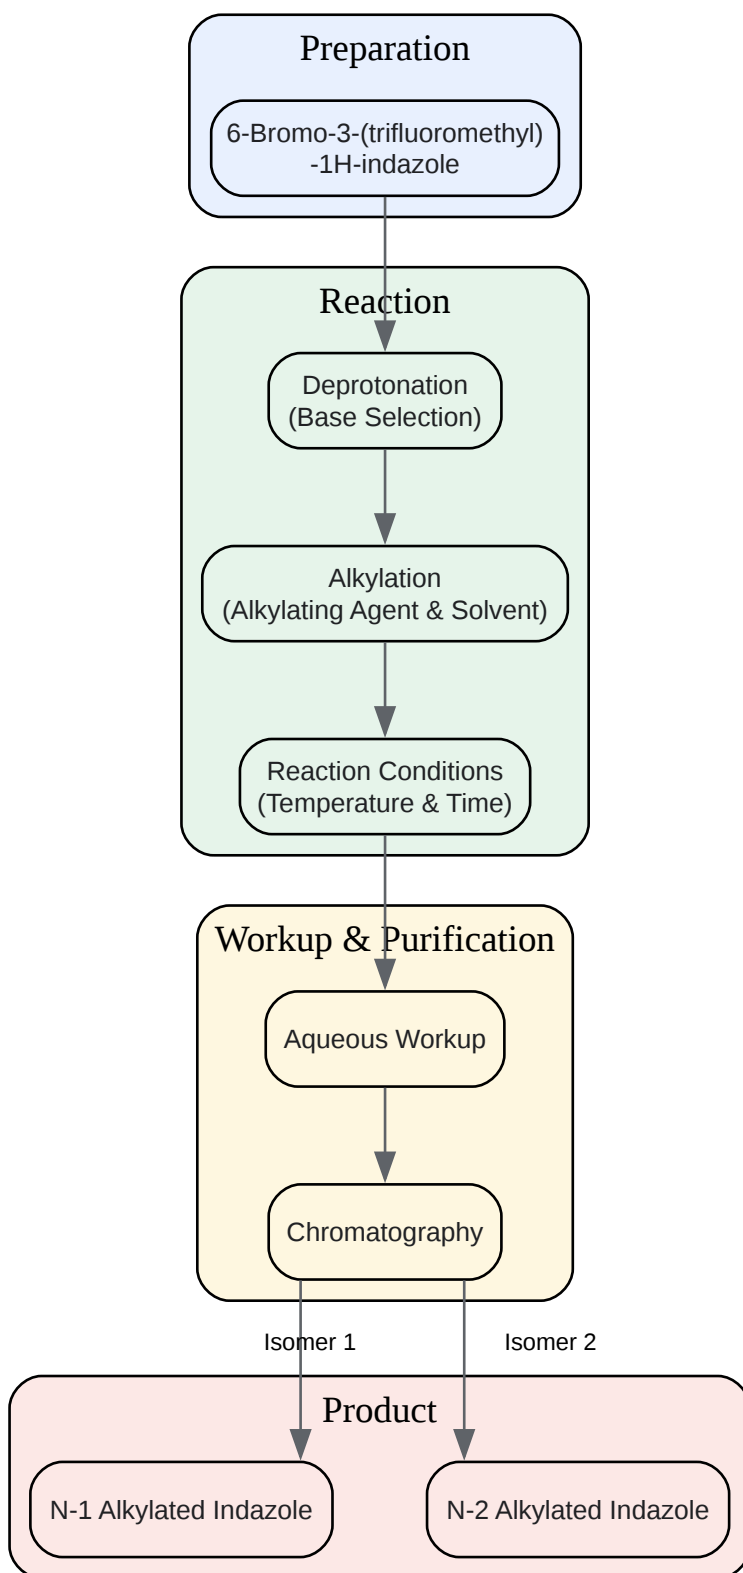 Preparation
6-Bromo-3-(trifluoromethyl)
-1H-indazole
Reaction
Deprotonation
(Base Selection)
Alkylation
(Alkylating Agent & Solvent)
Reaction Conditions
(Temperature & Time)
Workup & Purification
Aqueous Workup
Chromatography
Isomer 1
Isomer 2
Product
N-1 Alkylated Indazole
N-2 Alkylated Indazole